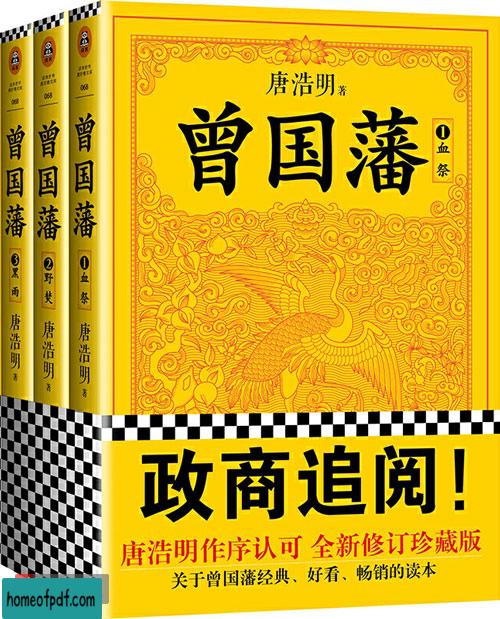 唐浩明 著
曾国藩
1 血祭
政商追阅！
唐浩明作序认可 全新修订珍藏版
关于曾国藩经典、好看、畅销的读本
068
曾国藩
3 黑雨
唐浩明 著
068
曾国藩
2 野焚
唐浩明 著
068
曾国藩
1 血祭
唐浩明 著
homeofpdf.com